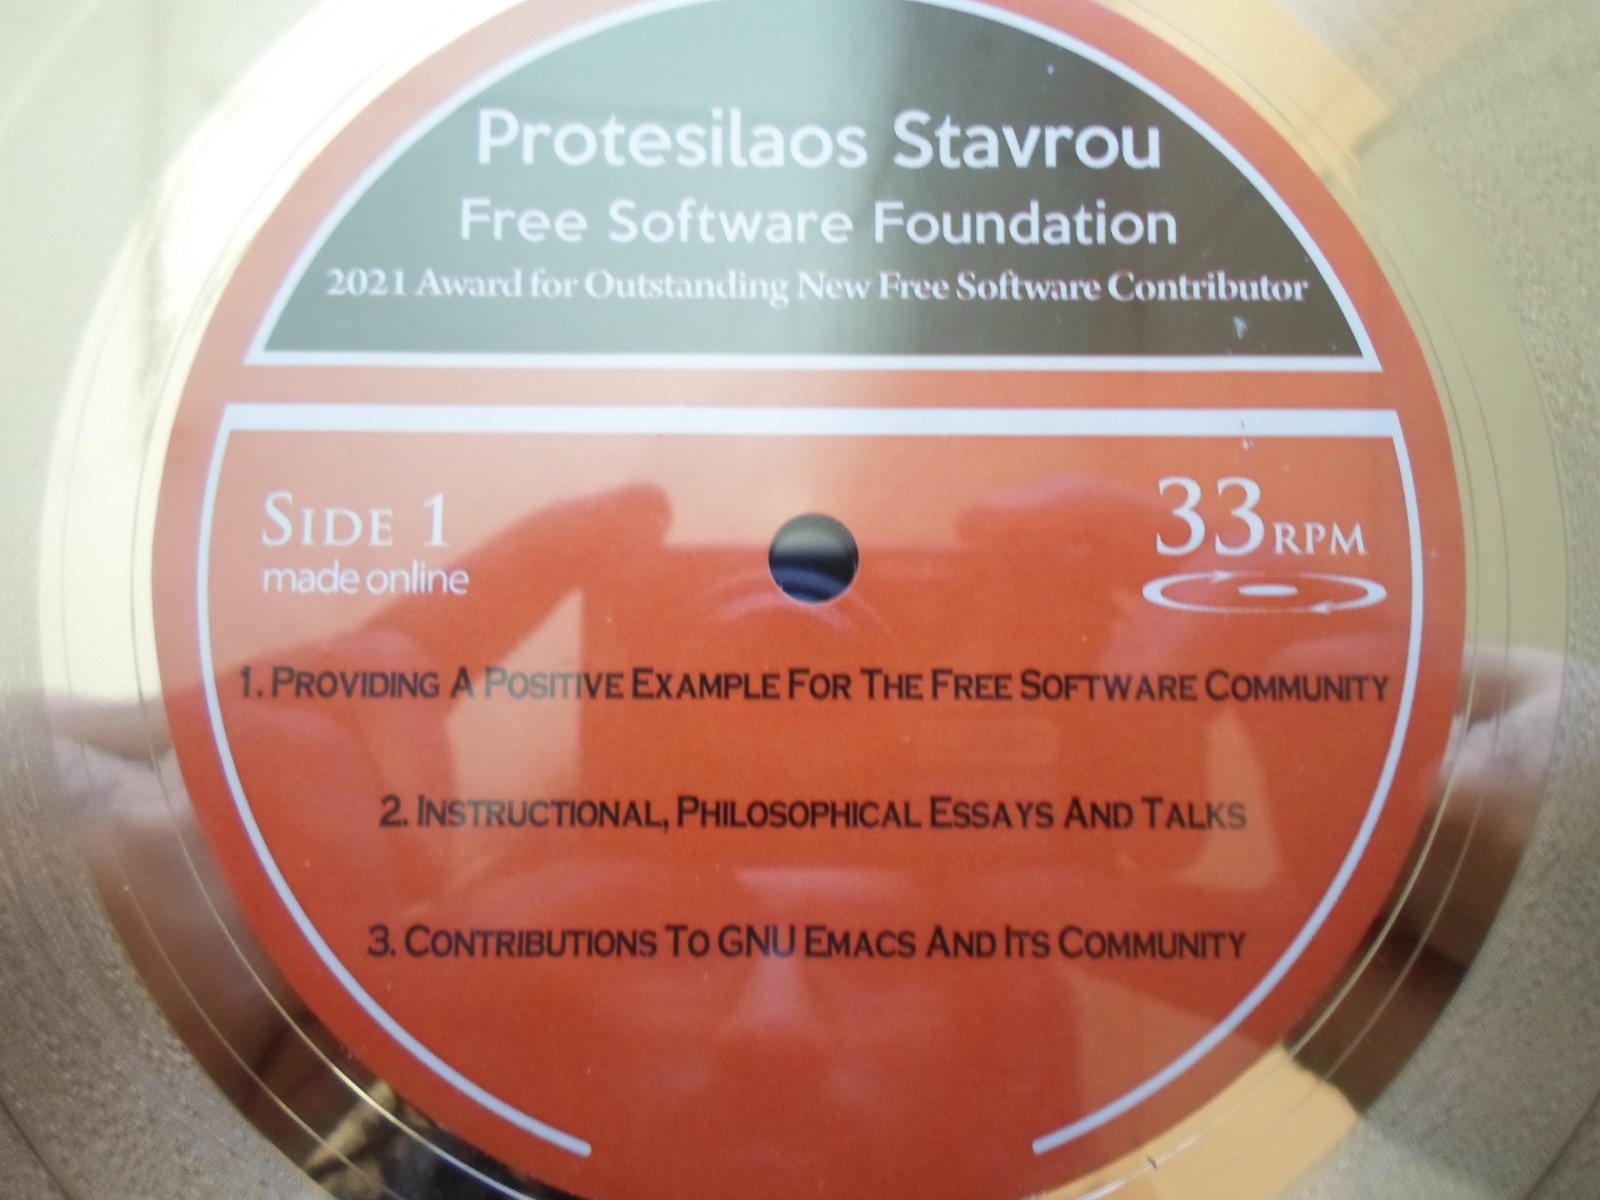 Protesilaos Stavrou
Free Software Foundation
2021 Award for Outstanding New Free Software Contributor
SIDE 1
made online
33 RPM
1. PROVIDING A POSITIVE EXAMPLE FOR THE FREE SOFTWARE COMMUNITY
2. INSTRUCTIONAL, PHILOSOPHICAL ESSAYS AND TALKS
3. CONTRIBUTIONS TO GNU EMACS AND ITS COMMUNITY